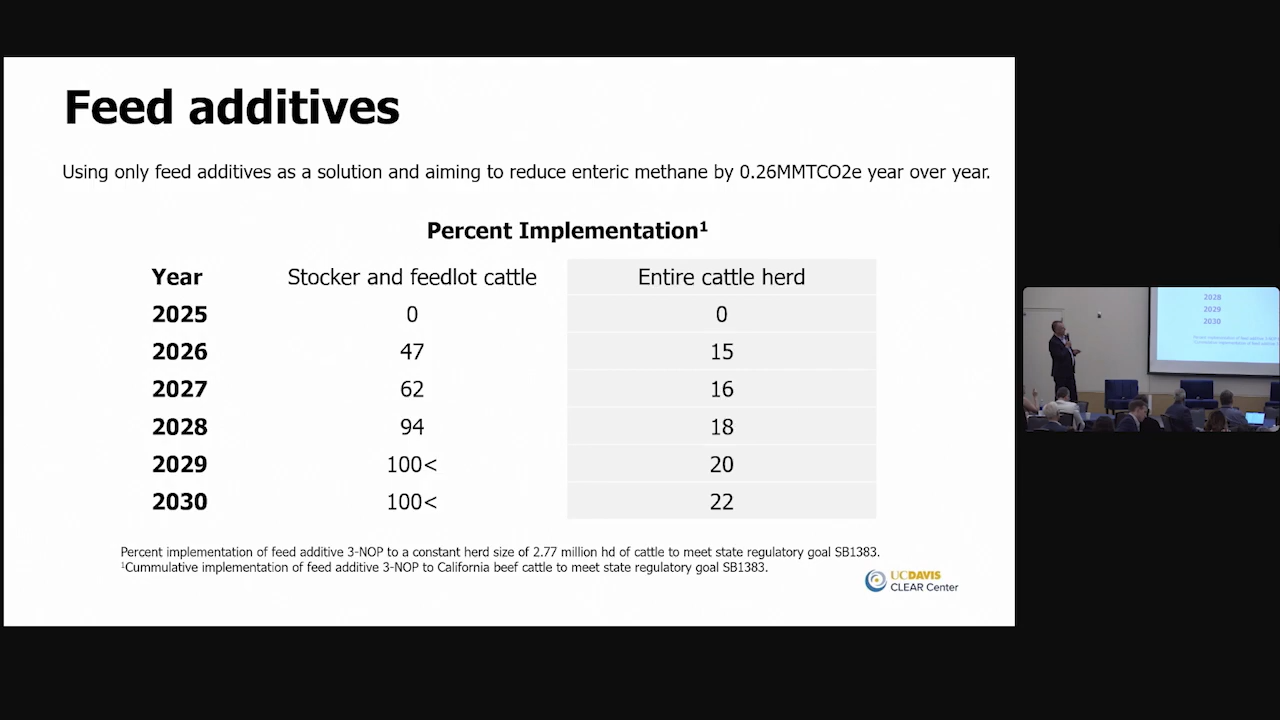 Feed additives
Using only feed additives as a solution and aiming to reduce enteric methane by 0.26MMTCO2e year over year.
Percent Implementation¹
Year Stocker and feedlot cattle Entire cattle herd
2025 0 0
2026 47 15
2027 62 16
2028 94 18
2029 100< 20
2030 100< 22
Percent implementation of feed additive 3-NOP to a constant herd size of 2.77 million hd of cattle to meet state regulatory goal SB1383.
¹Cummulative implementation of feed additive 3-NOP to California beef cattle to meet state regulatory goal SB1383.
UCDAVIS
CLEAR Center
2028
2029
2030